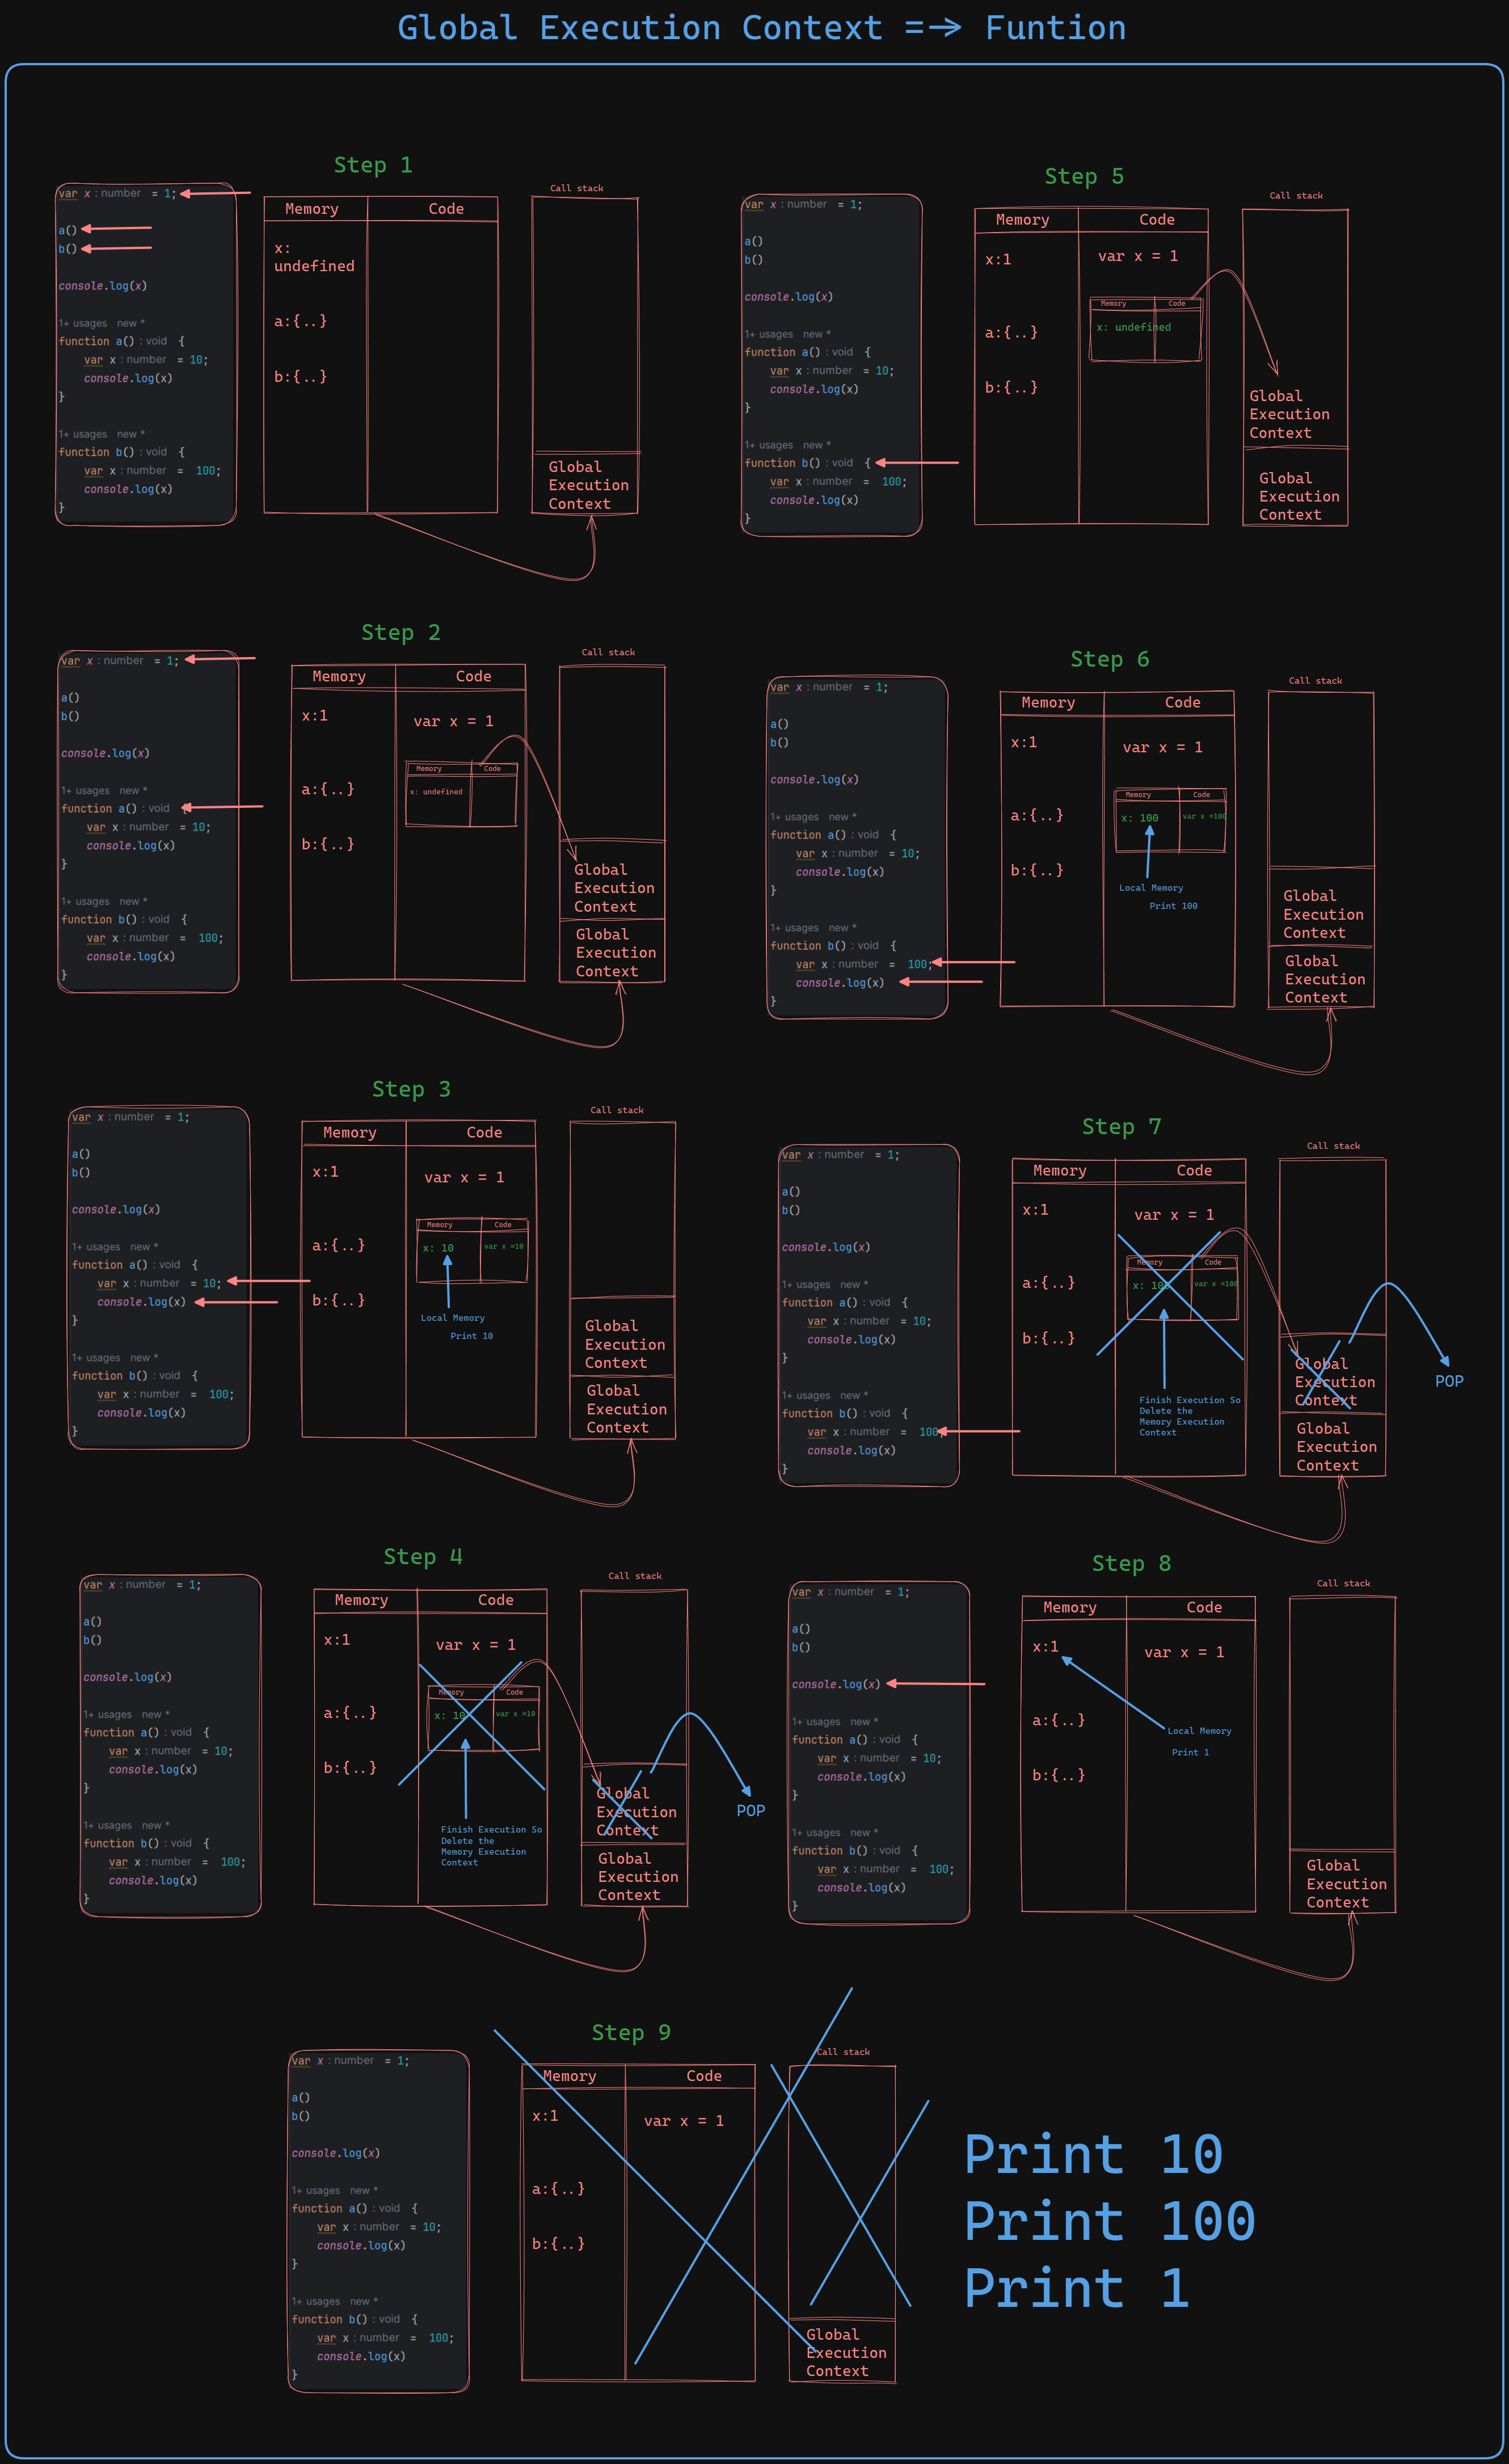 Global Execution Context => Funtion
Step 1
var x : number = 1;
a()
b()
console.log(x)
1+ usages new *
function a() : void {
var x : number = 10;
console.log(x)
}
1+ usages new *
function b() : void {
var x : number = 100;
console.log(x)
}
Memory Code
x:
undefined
a:{..}
b:{..}
Call stack
Global
Execution
Context
Step 2
var x : number = 1;
a()
b()
console.log(x)
1+ usages new *
function a() : void {
var x : number = 10;
console.log(x)
}
1+ usages new *
function b() : void {
var x : number = 100;
console.log(x)
}
Memory Code
x:1
var x = 1
Memory Code
x: undefined
a:{..}
b:{..}
Call stack
Global
Execution
Context
Global
Execution
Context
Step 3
var x : number = 1;
a()
b()
console.log(x)
1+ usages new *
function a() : void {
var x : number = 10;
console.log(x)
}
1+ usages new *
function b() : void {
var x : number = 100;
console.log(x)
}
Memory Code
x:1
var x = 1
Memory Code
x: 10 var x =10
a:{..}
b:{..}
Local Memory
Print 10
Call stack
Global
Execution
Context
Global
Execution
Context
Step 4
var x : number = 1;
a()
b()
console.log(x)
1+ usages new *
function a() : void {
var x : number = 10;
console.log(x)
}
1+ usages new *
function b() : void {
var x : number = 100;
console.log(x)
}
Memory Code
x:1
var x = 1
Memory Code
x: 10 var x =10
a:{..}
b:{..}
Finish Execution So
Delete the
Memory Execution
Context
Call stack
Global
Execution
Context
Global
Execution
Context
POP
Step 5
var x : number = 1;
a()
b()
console.log(x)
1+ usages new *
function a() : void {
var x : number = 10;
console.log(x)
}
1+ usages new *
function b() : void {
var x : number = 100;
console.log(x)
}
Memory Code
x:1
var x = 1
Memory Code
x: undefined
a:{..}
b:{..}
Call stack
Global
Execution
Context
Global
Execution
Context
Step 6
var x : number = 1;
a()
b()
console.log(x)
1+ usages new *
function a() : void {
var x : number = 10;
console.log(x)
}
1+ usages new *
function b() : void {
var x : number = 100;
console.log(x)
}
Memory Code
x:1
var x = 1
Memory Code
x: 100 var x =100
a:{..}
b:{..}
Local Memory
Print 100
Call stack
Global
Execution
Context
Global
Execution
Context
Step 7
var x : number = 1;
a()
b()
console.log(x)
1+ usages new *
function a() : void {
var x : number = 10;
console.log(x)
}
1+ usages new *
function b() : void {
var x : number = 100;
console.log(x)
}
Memory Code
x:1
var x = 1
Memory Code
x: 100 var x =100
a:{..}
b:{..}
Finish Execution So
Delete the
Memory Execution
Context
Call stack
Global
Execution
Context
Global
Execution
Context
POP
Step 8
var x : number = 1;
a()
b()
console.log(x)
1+ usages new *
function a() : void {
var x : number = 10;
console.log(x)
}
1+ usages new *
function b() : void {
var x : number = 100;
console.log(x)
}
Memory Code
x:1
var x = 1
a:{..}
b:{..}
Local Memory
Print 1
Call stack
Global
Execution
Context
Step 9
var x : number = 1;
a()
b()
console.log(x)
1+ usages new *
function a() : void {
var x : number = 10;
console.log(x)
}
1+ usages new *
function b() : void {
var x : number = 100;
console.log(x)
}
Memory Code
x:1
var x = 1
a:{..}
b:{..}
Call stack
Global
Execution
Context
Print 10
Print 100
Print 1